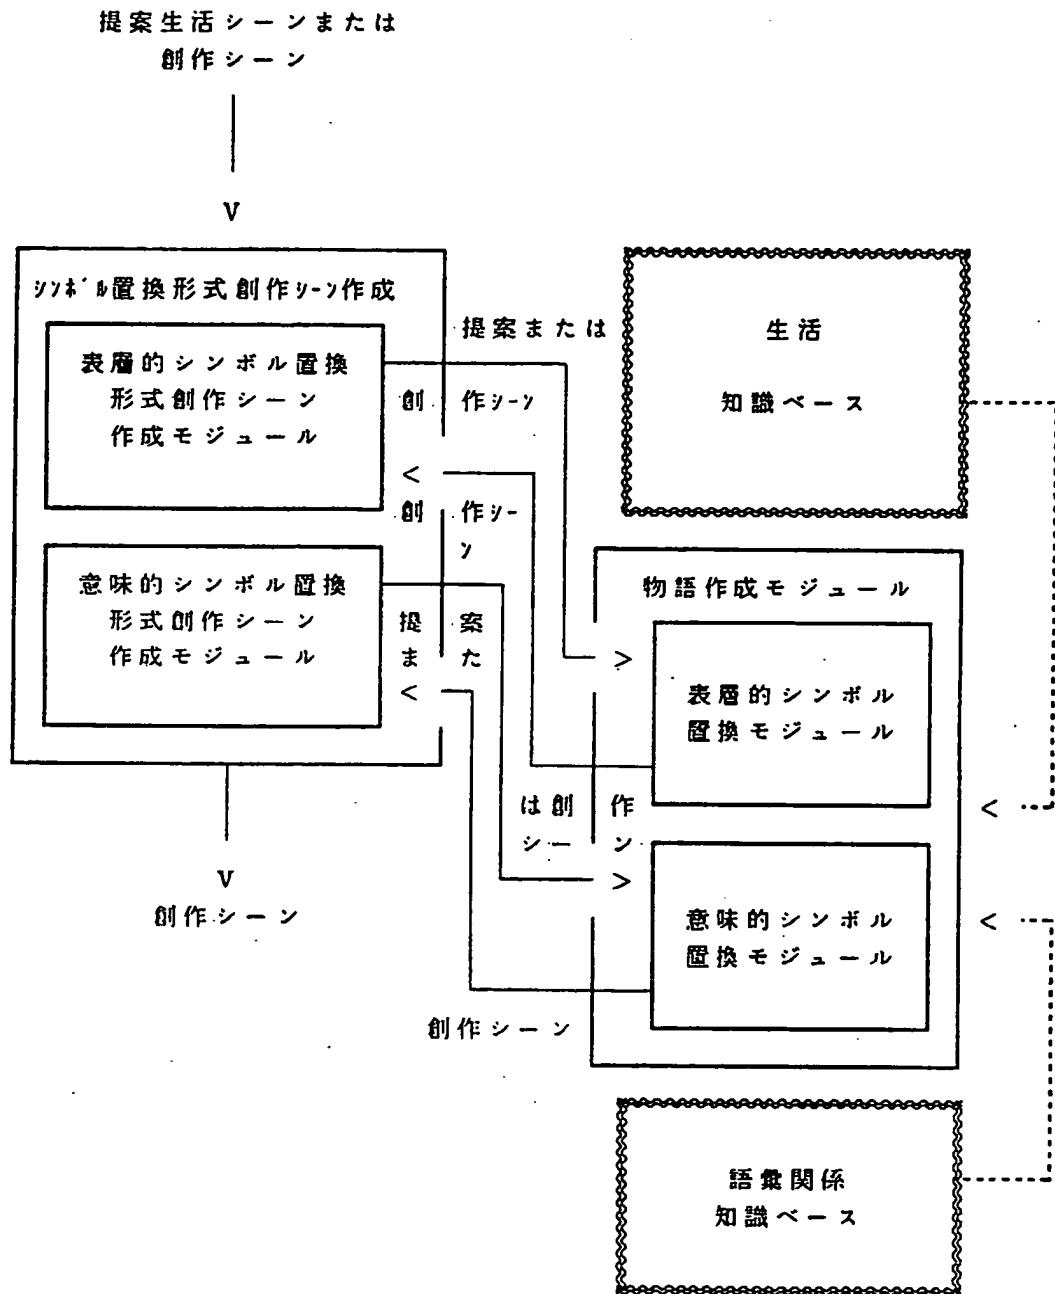 提案生活シーンまたは
創作シーン
V
シンボル置換形式創作シーン作成
表層的シンボル置換
形式創作シーン
作成モジュール
提案または
創作シーン
<
創作シー
ン
意味的シンボル置換
形式創作シーン
作成モジュール
提案
また
<
は創作
シーン
>
V
創作シーン
生活
知識ベース
物語作成モジュール
>
表層的シンボル
置換モジュール
<
意味的シンボル
置換モジュール
<
創作シーン
語彙関係
知識ベース